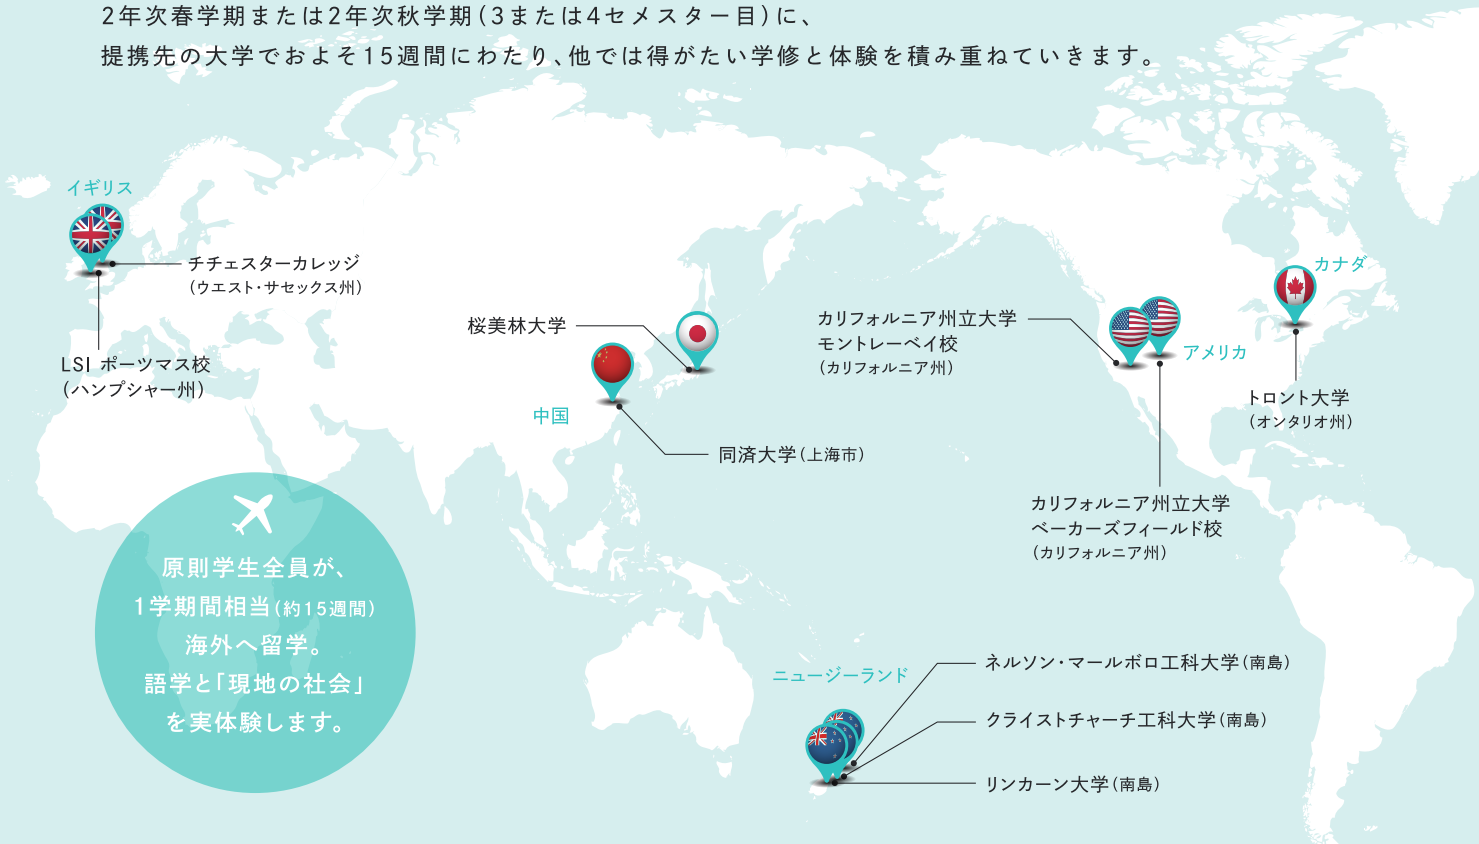 2年次春学期または2年次秋学期(3または4セメスター目)に、
提携先の大学でおよそ15週間にわたり、他では得がたい学修と体験を積み重ねていきます。
イギリス
チチェスターカレッジ
(ウエスト・サセックス州)
LSI ポーツマス校
(ハンプシャー州)
桜美林大学
中国
同済大学(上海市)
カリフォルニア州立大学
モントレーベイ校
(カリフォルニア州)
アメリカ
カナダ
トロント大学
(オンタリオ州)
カリフォルニア州立大学
ベーカーズフィールド校
(カリフォルニア州)
原則学生全員が、
1学期間相当(約15週間)
海外へ留学。
語学と「現地の社会」
を実体験します。
ニュージーランド
ネルソン・マールボロ工科大学(南島)
クライストチャーチ工科大学(南島)
リンカーン大学(南島)